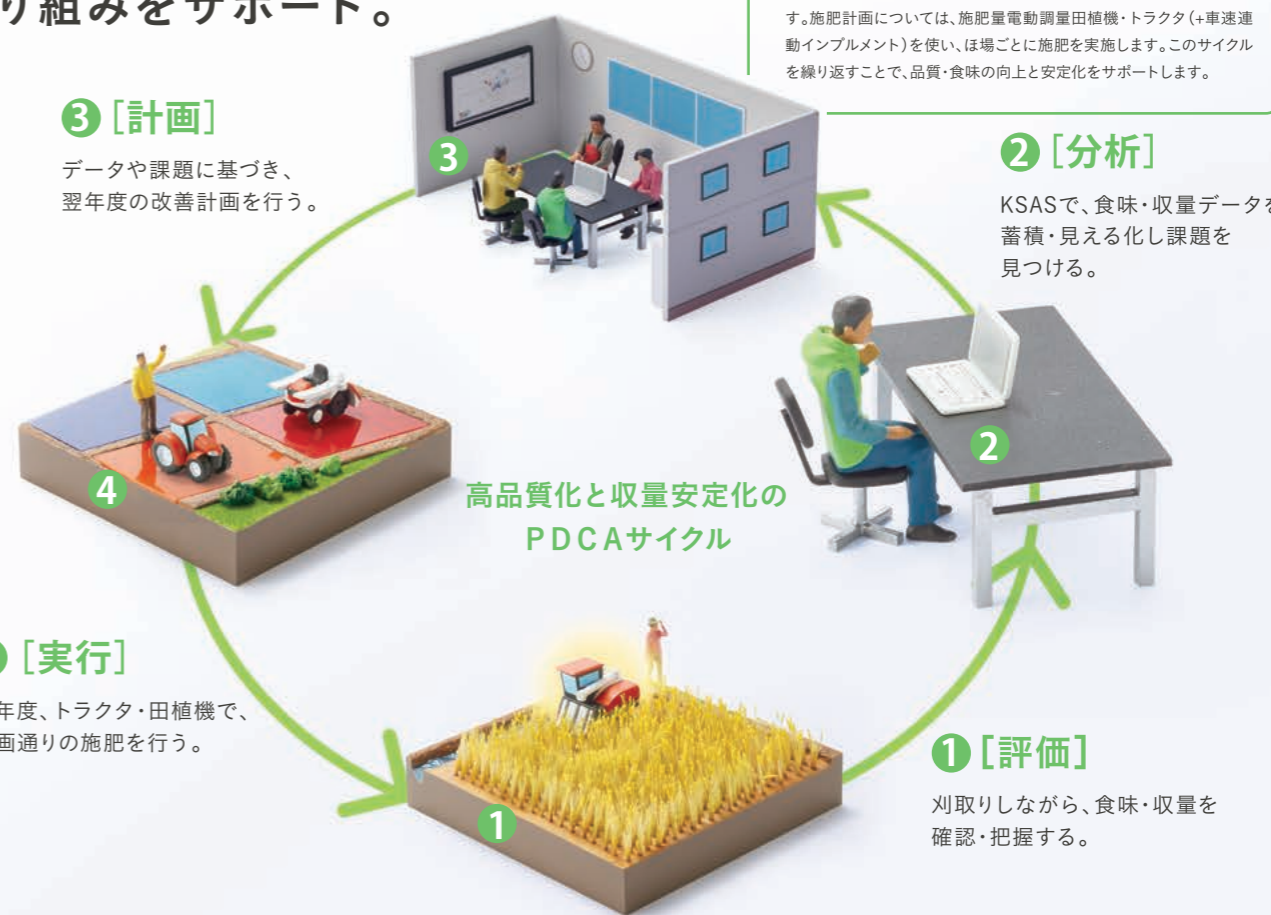 り組みをサポート。
す。施肥計画については、施肥量電動調量田植機・トラクタ(+車速連
動インプルメント)を使い、ほ場ごとに施肥を実施します。このサイクル
を繰り返すことで、品質・食味の向上と安定化をサポートします。
❸[計画]
データや課題に基づき、
翌年度の改善計画を行う。
❷[分析]
KSASで、食味・収量データを
蓄積・見える化し課題を
見つける。
3
2
4
高品質化と収量安定化の
PDCAサイクル
[実行]
年度、トラクタ・田植機で、
画通りの施肥を行う。
1
❶[評価]
刈取りしながら、食味・収量を
確認・把握する。